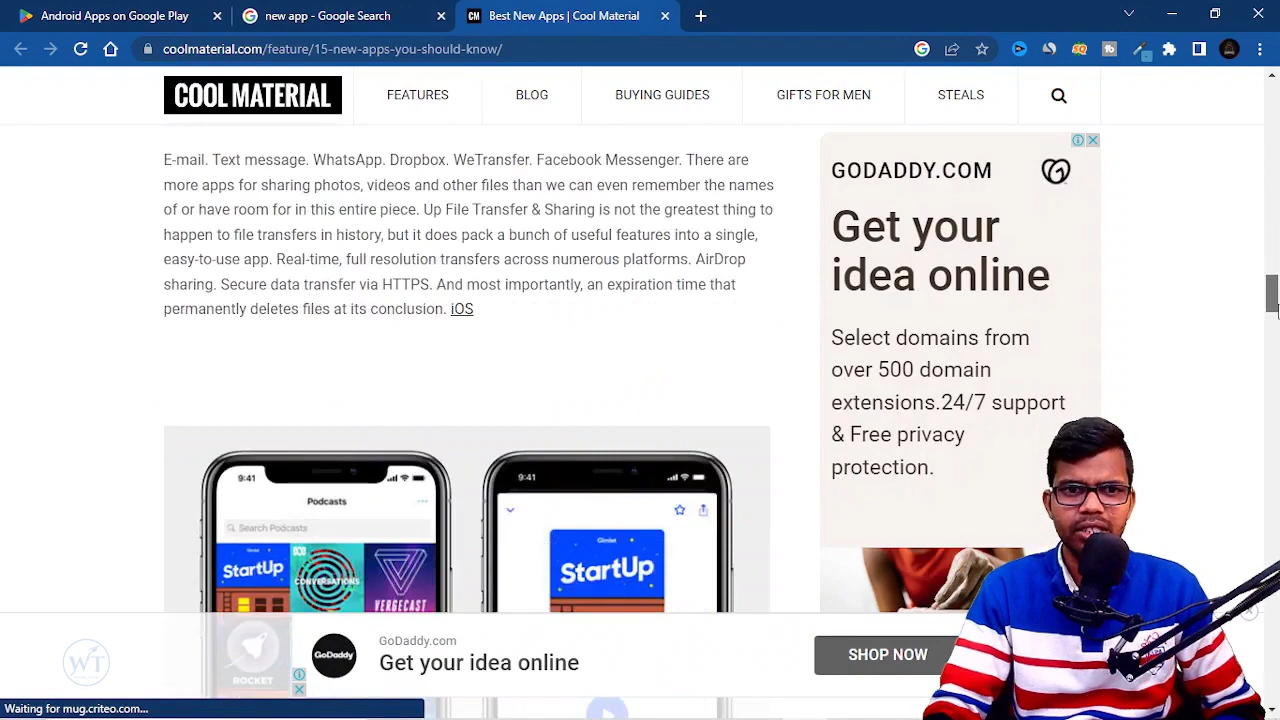 Android Apps on Google Play
new app - Google
CM
Best New Apps | Cool Material
coolmaterial.com/feature/15-new-apps-you-should-know/
COOL MATERIAL
FEATURES
BLOG
BUYING GUIDES
GIFTS FOR MEN
STEALS
E-mail. Text message. WhatsApp. Dropbox. WeTransfer. Facebook Messenger. There are
more apps for sharing photos, videos and other files than we can even remember the names
of or have room for in this entire piece. Up File Transfer & Sharing is not the greatest thing to
happen to file transfers in history, but it does pack a bunch of useful features into a single,
easy-to-use app. Real-time, full resolution transfers across numerous platforms. AirDrop
sharing. Secure data transfer via HTTPS. And most importantly, an expiration time that
permanently deletes files at its conclusion. iOS
GODADDY.COM
Get your
idea online
Select domains from
over 500 domain
extensions.24/7 support
& Free privacy
protection.
9:41
Podcasts
Search Podcasts
Gimlet
StartUp
CONVERSATIONS
VERGECAST
ROCKET
9:41
Gimlet
StartUp
GoDaddy
GoDaddy.com
Get your idea online
SHOP NOW
WT
Waiting for mug.criteo.com...